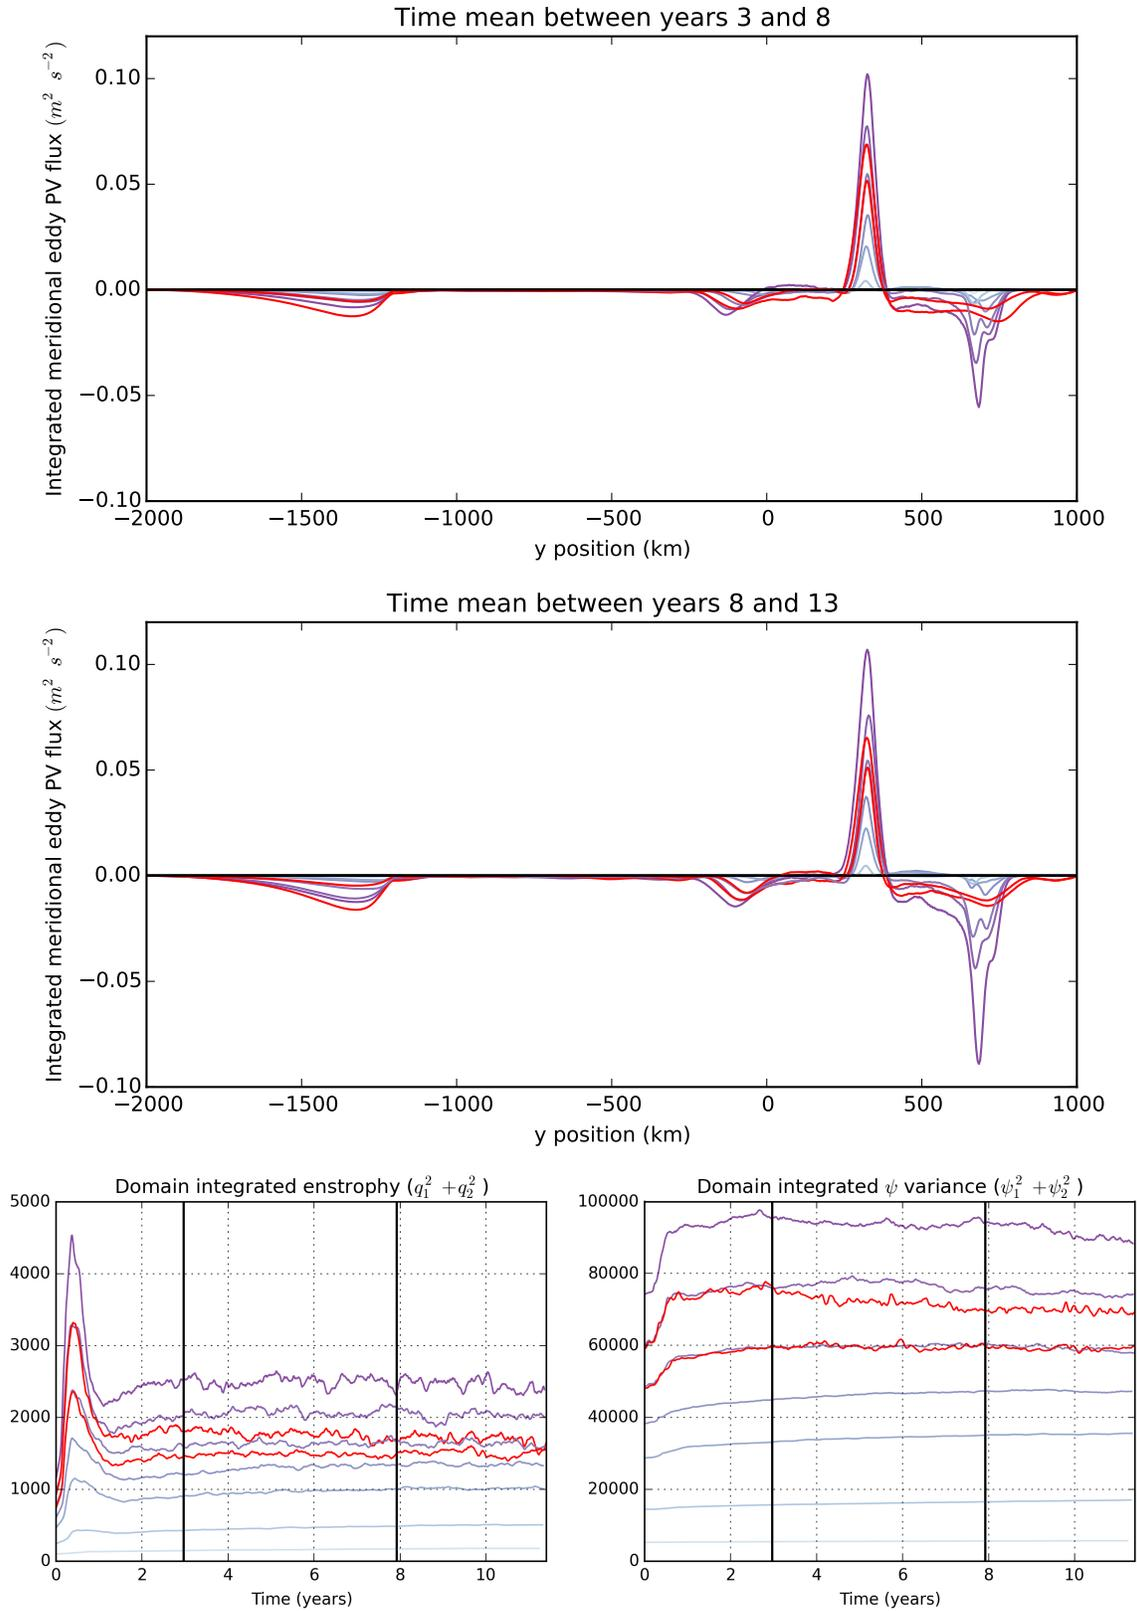 Time mean between years 3 and 8
Integrated meridional eddy PV flux (m² s⁻²)
0.10
0.05
0.00
−0.05
−0.10
−2000 −1500 −1000 −500 0 500 1000
y position (km)
Time mean between years 8 and 13
Integrated meridional eddy PV flux (m² s⁻²)
0.10
0.05
0.00
−0.05
−0.10
−2000 −1500 −1000 −500 0 500 1000
y position (km)
Domain integrated enstrophy (q₁² +q₂²)
5000
4000
3000
2000
1000
0
0 2 4 6 8 10
Time (years)
Domain integrated ψ variance (ψ₁² +ψ₂²)
100000
80000
60000
40000
20000
0
0 2 4 6 8 10
Time (years)